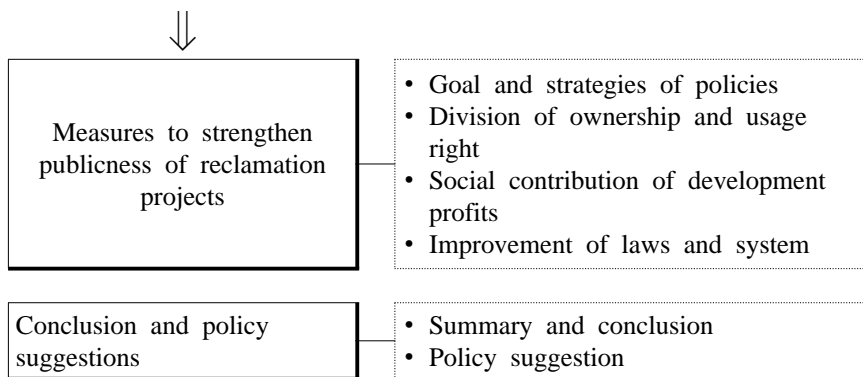 Measures to strengthen
publicness of reclamation
projects
• Goal and strategies of policies
• Division of ownership and usage
right
• Social contribution of development
profits
• Improvement of laws and system
Conclusion and policy
suggestions
• Summary and conclusion
• Policy suggestion